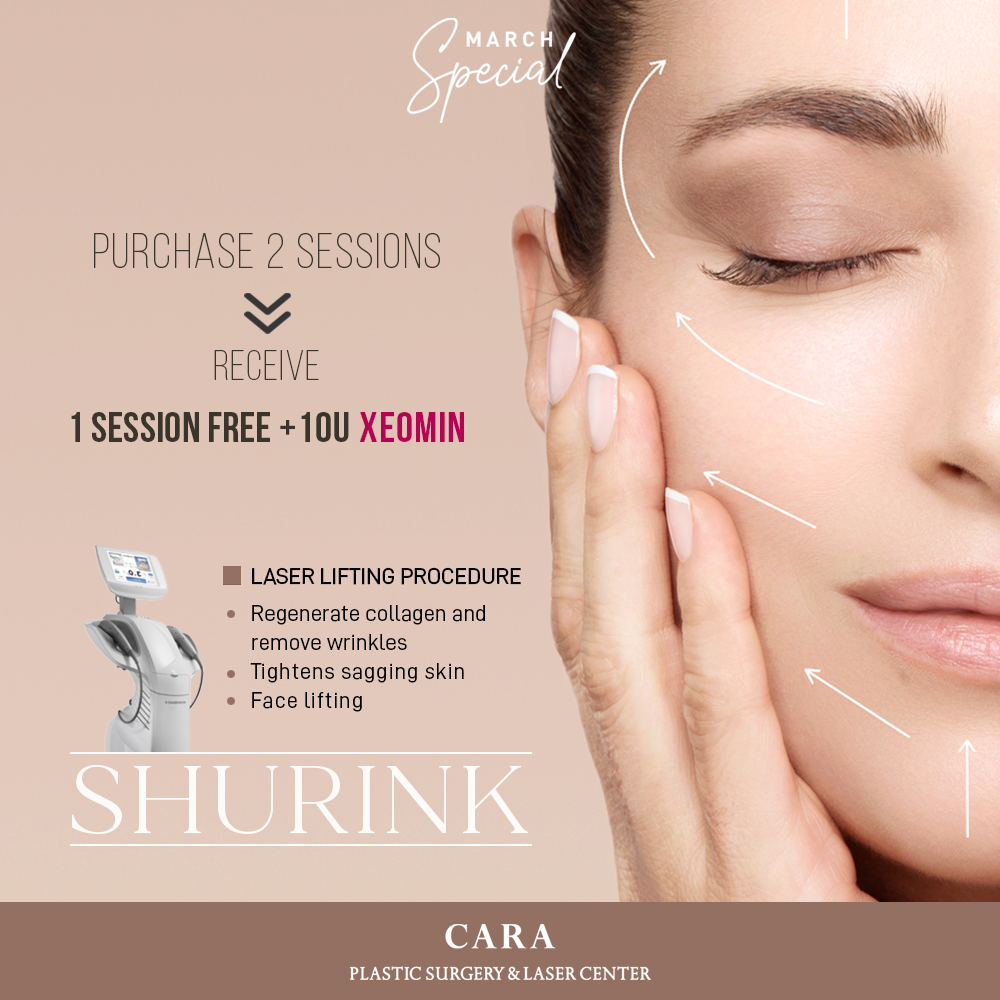 MARCH
Special
PURCHASE 2 SESSIONS
RECEIVE
1 SESSION FREE +10U XEOMIN
LASER LIFTING PROCEDURE
Regenerate collagen and
remove wrinkles
Tightens sagging skin
Face lifting
SHURINK
CARA
PLASTIC SURGERY & LASER CENTER